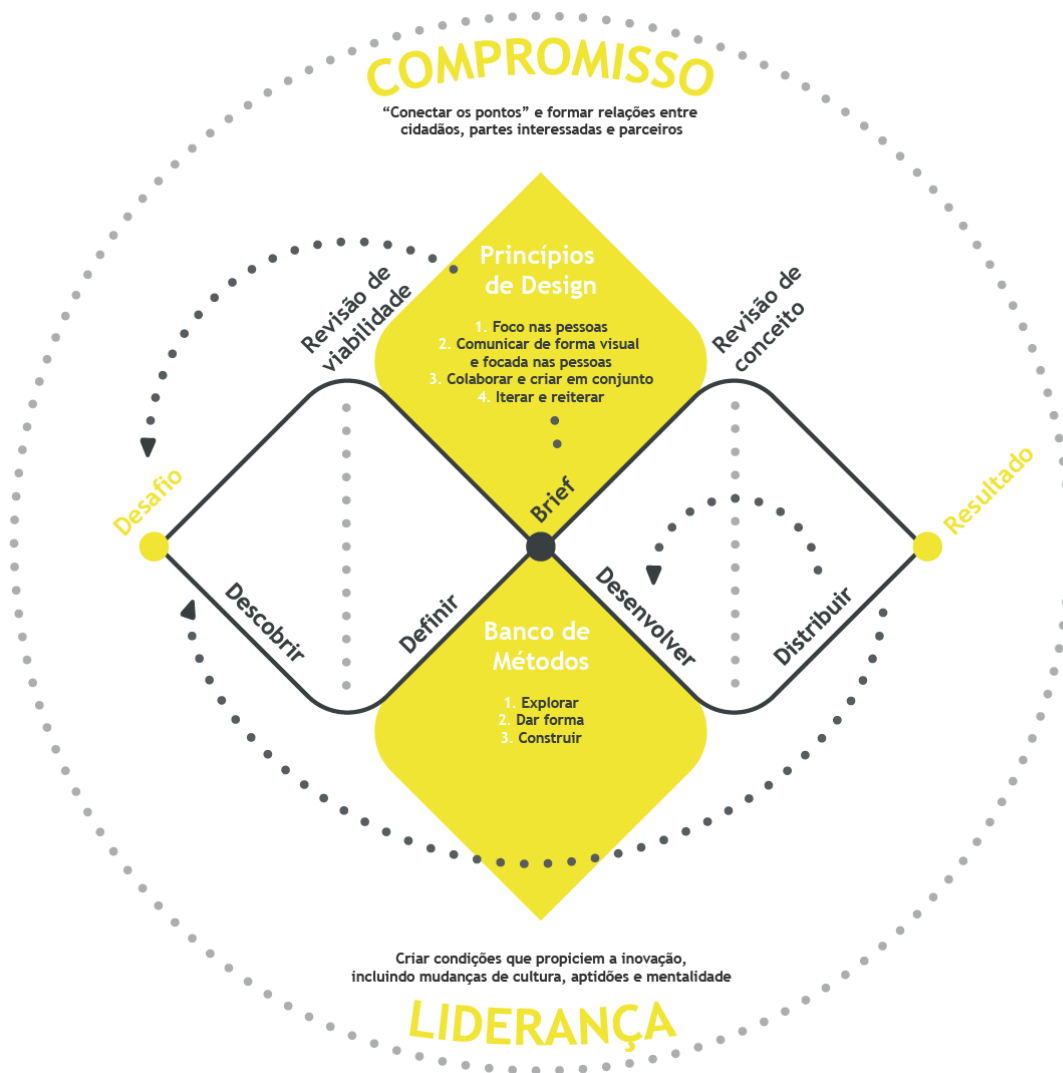 COMPROMISSO
“Conectar os pontos” e formar relações entre
cidadãos, partes interessadas e parceiros
Princípios
de Design
1. Foco nas pessoas
2. Comunicar de forma visual
e focada nas pessoas
3. Colaborar e criar em conjunto
4. Iterar e reiterar
Revisão de
viabilidade
Revisão de
conceito
Desafio
Brief
Resultado
Descobrir
Definir
Desenvolver
Distribuir
Banco de
Métodos
1. Explorar
2. Dar forma
3. Construir
Criar condições que propiciem a inovação,
incluindo mudanças de cultura, aptidões e mentalidade
LIDERANÇA